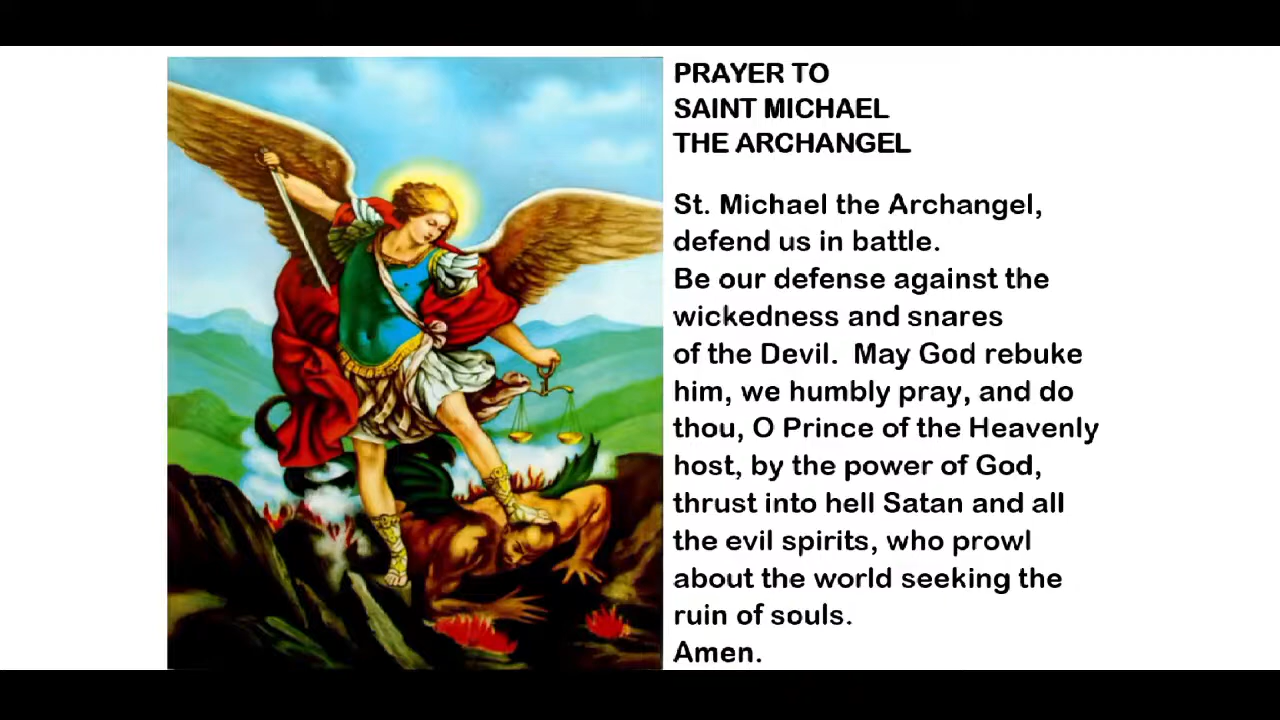 PRAYER TO
SAINT MICHAEL
THE ARCHANGEL
St. Michael the Archangel,
defend us in battle.
Be our defense against the
wickedness and snares
of the Devil.  May God rebuke
him, we humbly pray, and do
thou, O Prince of the Heavenly
host, by the power of God,
thrust into hell Satan and all
the evil spirits, who prowl
about the world seeking the
ruin of souls.
Amen.